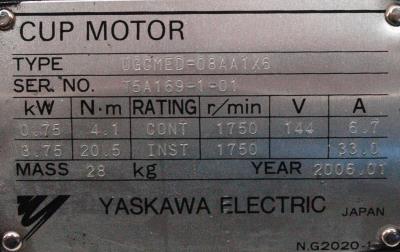 CUP MOTOR
TYPE UGCMED-08AA1X6
SER. NO. T5A169-1-01
kW N·m RATING r/min V A
0.75 4.1 CONT 1750 144 6.7
3.75 20.5 INST 1750 33.0
MASS 28 kg YEAR 2006.01
YASKAWA ELECTRIC JAPAN
N.G2020-1